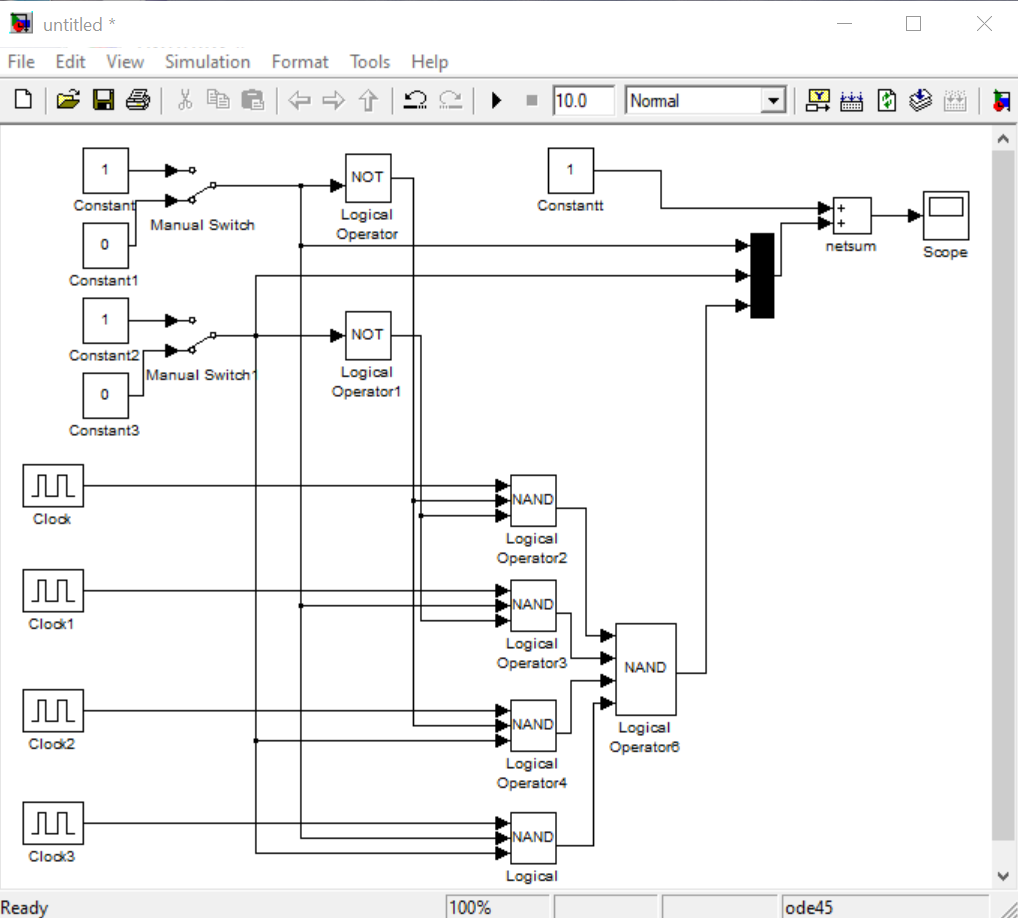 untitled *
File Edit View Simulation Format Tools Help
10.0 Normal
1
Constant
Manual Switch
0
Constant1
1
Constant2
Manual Switch1
0
Constant3
NOT
Logical
Operator
NOT
Logical
Operator1
1
Constantt
+
+
netsum
Scope
Clock
NAND
Logical
Operator2
Clock1
NAND
Logical
Operator3
NAND
Logical
Operator6
Clock2
NAND
Logical
Operator4
Clock3
NAND
Logical
Ready 100% ode45